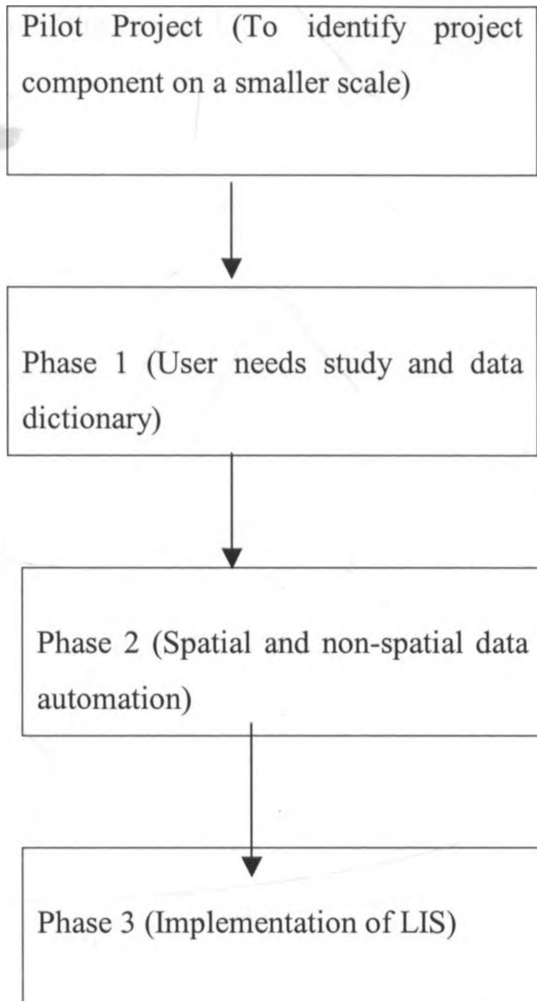 Pilot Project (To identify project
component on a smaller scale)
Phase 1 (User needs study and data
dictionary)
Phase 2 (Spatial and non-spatial data
automation)
Phase 3 (Implementation of LIS)